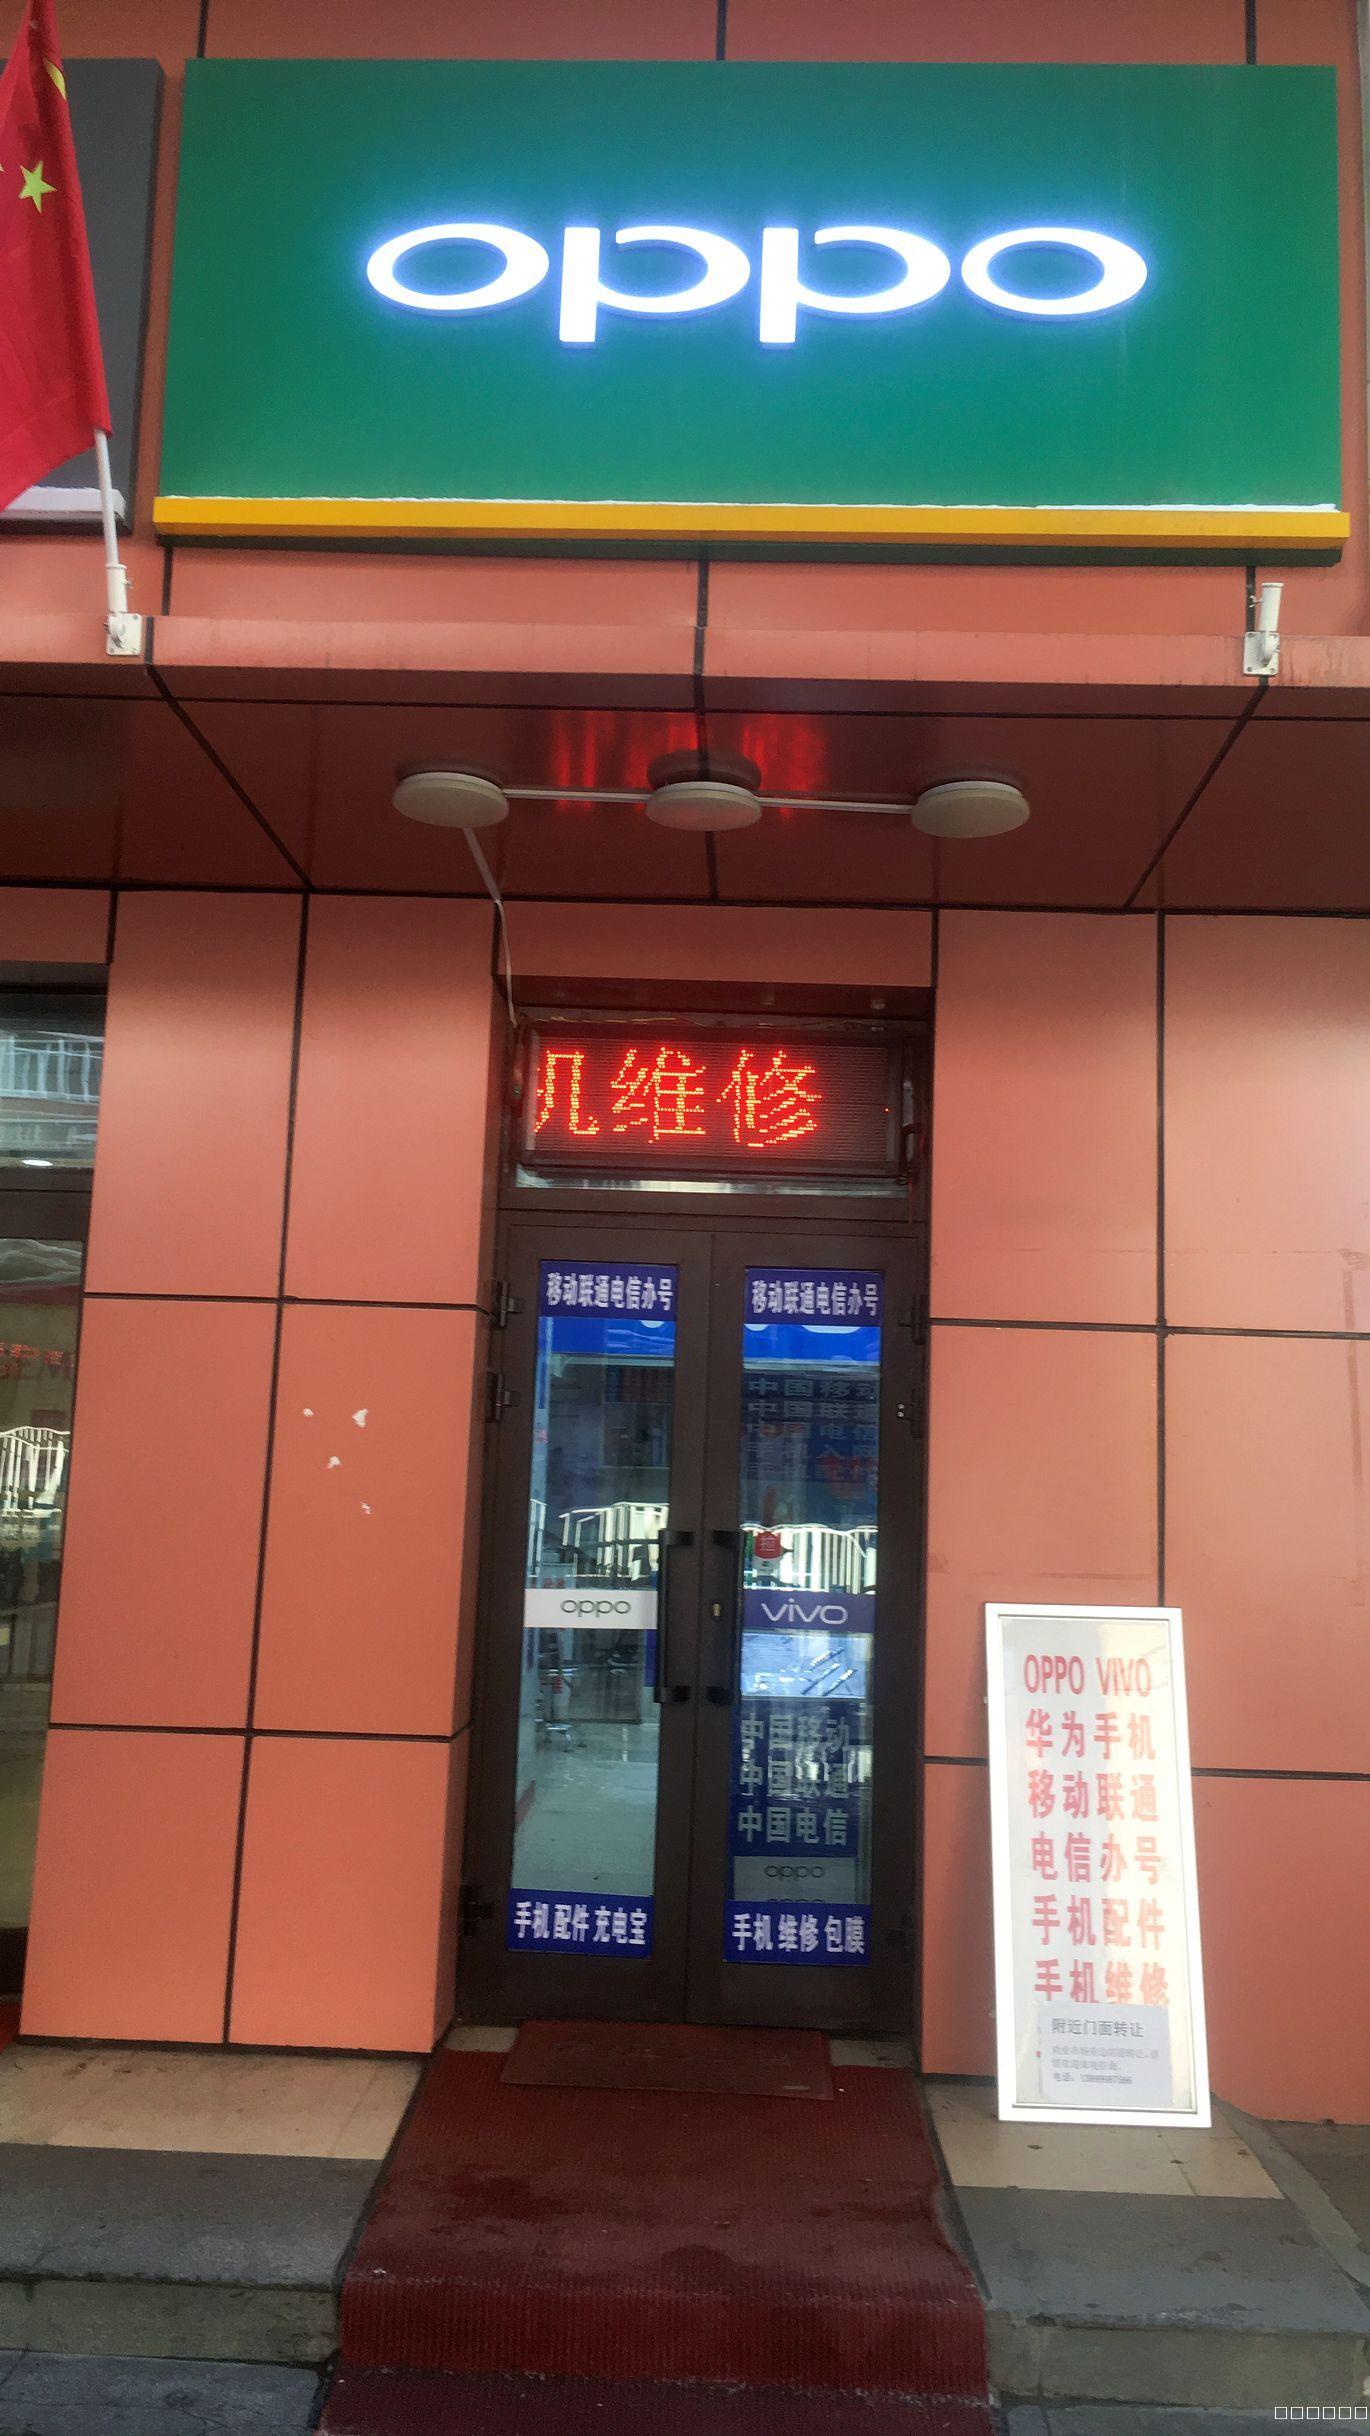 oppo
机维修
移动联通电信办号
移动联通电信办号
中国移动
中国联通
中国电信
oppo
vivo
中国移动
中国联通
中国电信
oppo
手机 配件 充电宝
手机 维修 包膜
OPPO VIVO
华为手机
移动联通
电信办号
手机配件
手机维修
附近门面转让